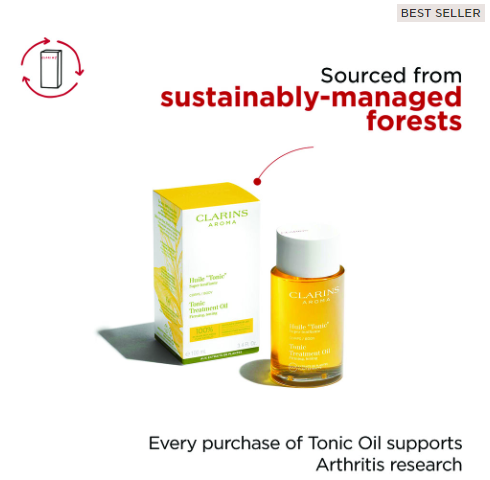 BEST SELLER
Sourced from
sustainably-managed
forests
CLARINS
AROMA
Huile "Tonic"
Tonic
Treatment Oil
CLARINS
AROMA
Huile "Tonic"
Tonic
Treatment Oil
Every purchase of Tonic Oil supports
Arthritis research